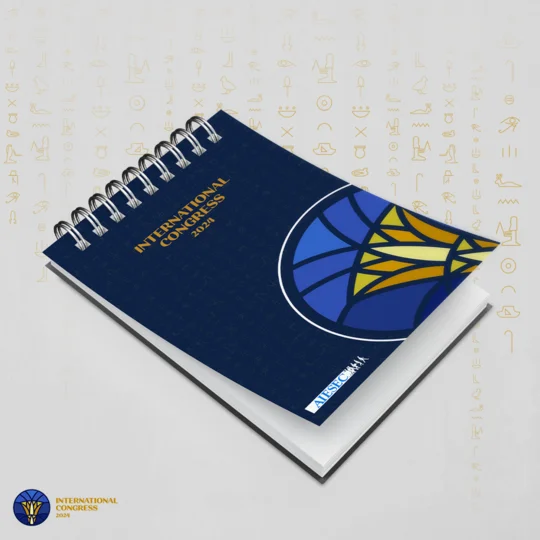 INTERNATIONAL
CONGRESS
2024
AIESEC
INTERNATIONAL
CONGRESS
2024